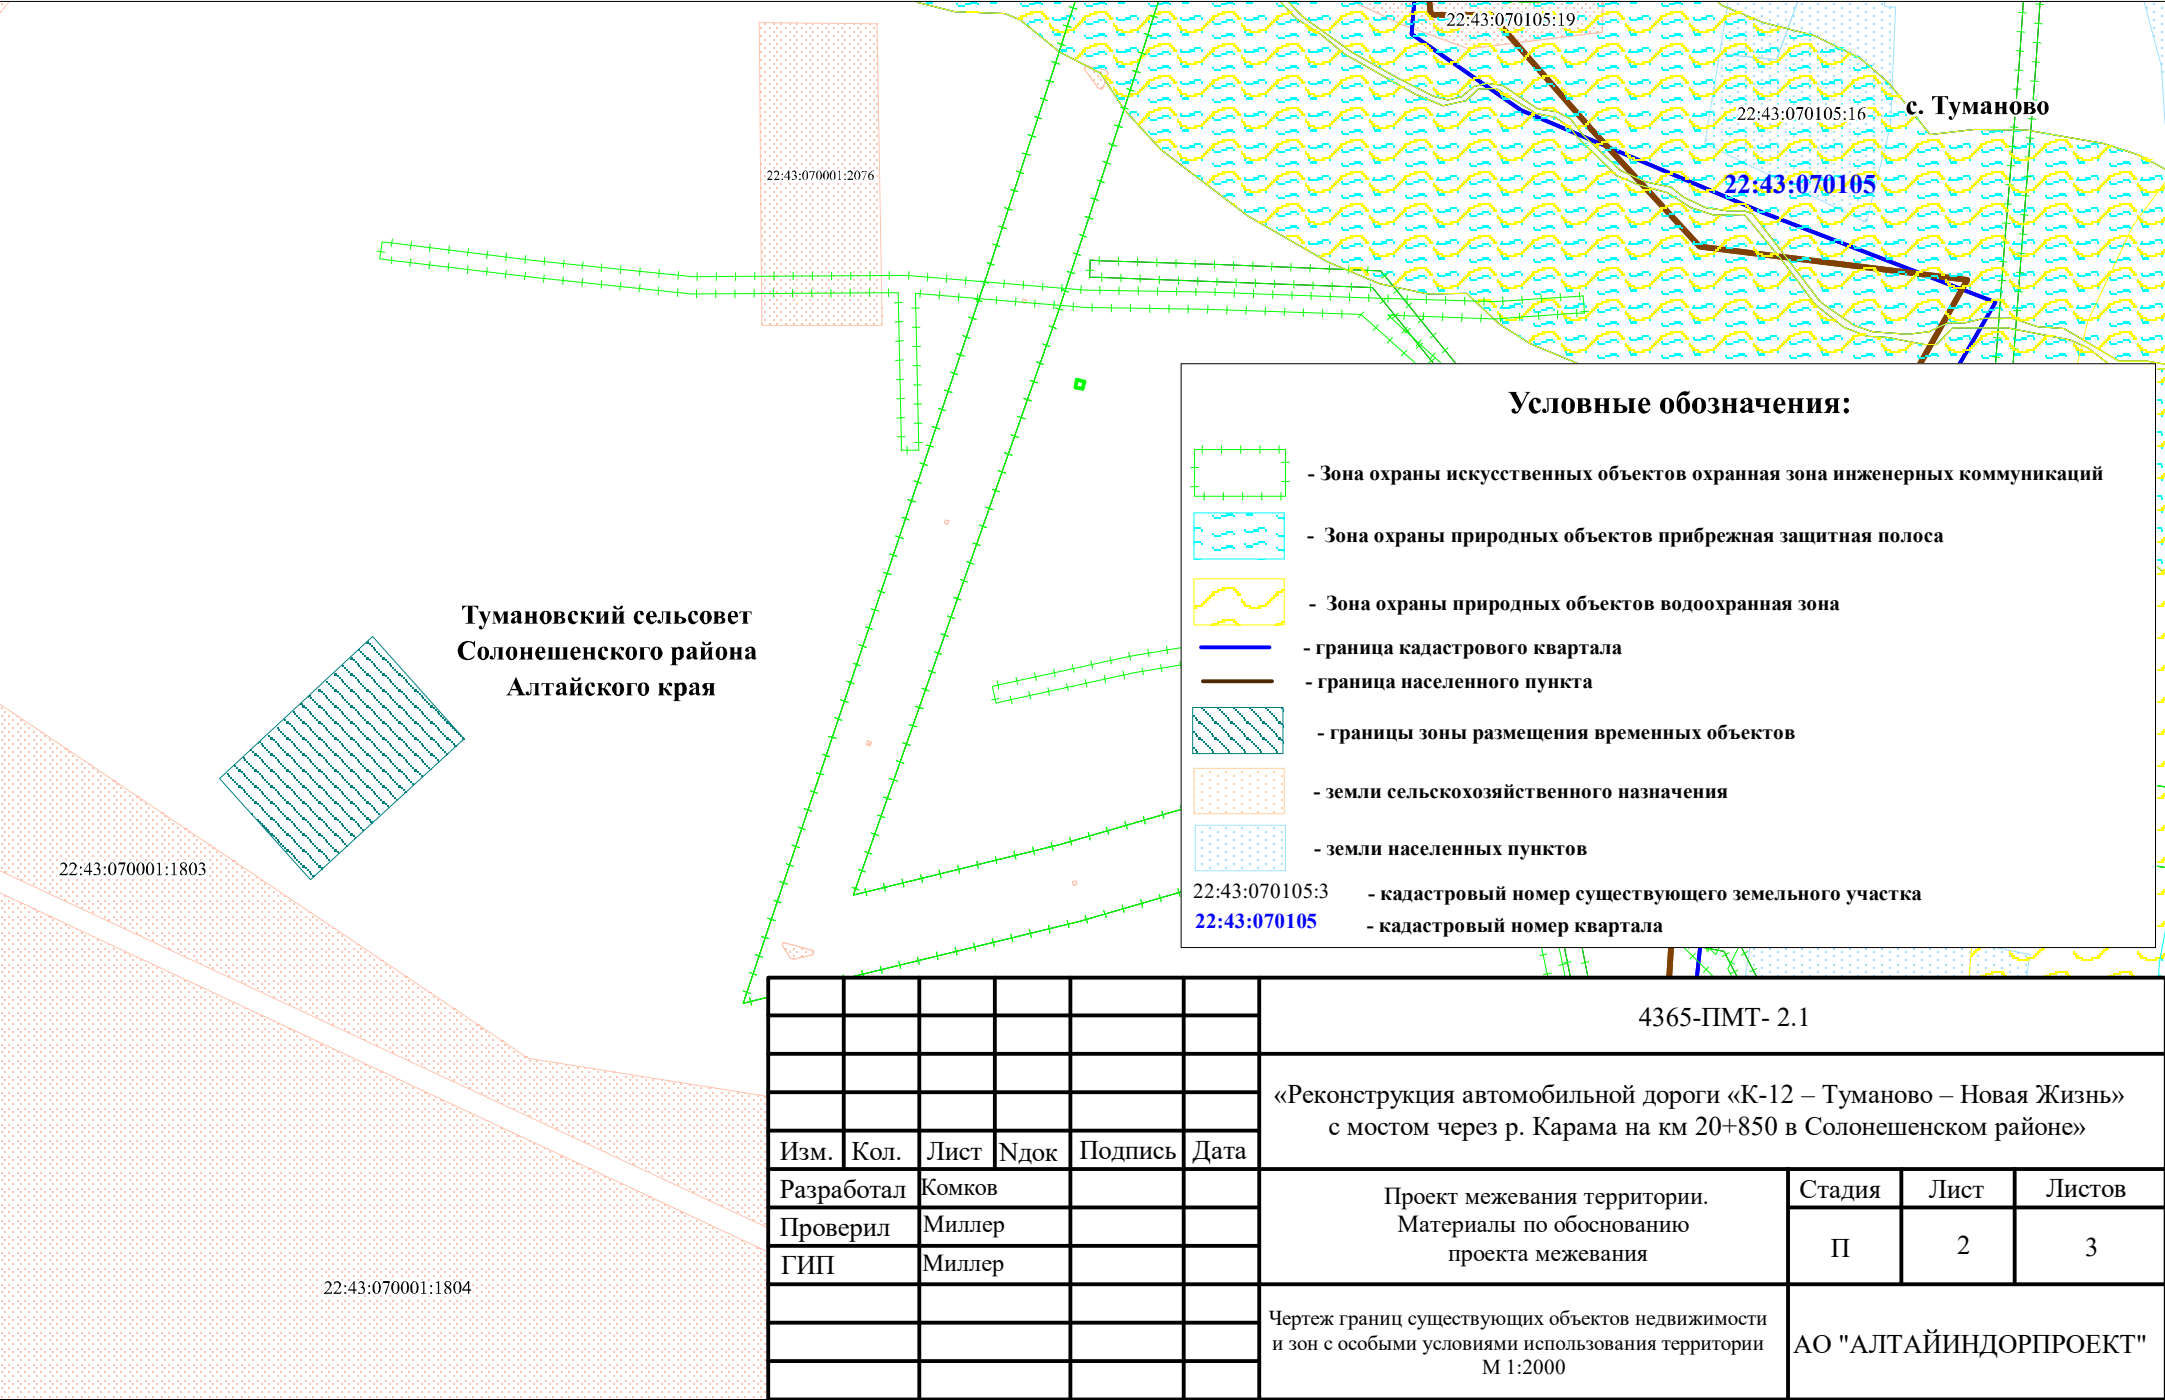 22:43:070105:19
22:43:070105:16
с. Туманово
22:43:070001:2076
22:43:070105
Условные обозначения:
- Зона охраны искусственных объектов охранная зона инженерных коммуникаций
- Зона охраны природных объектов прибрежная защитная полоса
- Зона охраны природных объектов водоохранная зона
- граница кадастрового квартала
- граница населенного пункта
- границы зоны размещения временных объектов
- земли сельскохозяйственного назначения
- земли населенных пунктов
22:43:070105:3 - кадастровый номер существующего земельного участка
22:43:070105 - кадастровый номер квартала
Тумановский сельсовет
Солонешенского района
Алтайского края
22:43:070001:1803
22:43:070001:1804
4365-ПМТ- 2.1
«Реконструкция автомобильной дороги «К-12 – Туманово – Новая Жизнь»
с мостом через р. Карама на км 20+850 в Солонешенском районе»
Изм. Кол. Лист Nдок Подпись Дата
Разработал Комков
Проверил Миллер
ГИП Миллер
Проект межевания территории.
Материалы по обоснованию
проекта межевания
Стадия Лист Листов
П 2 3
Чертеж границ существующих объектов недвижимости
и зон с особыми условиями использования территории
М 1:2000
АО "АЛТАЙИНДОРПРОЕКТ"